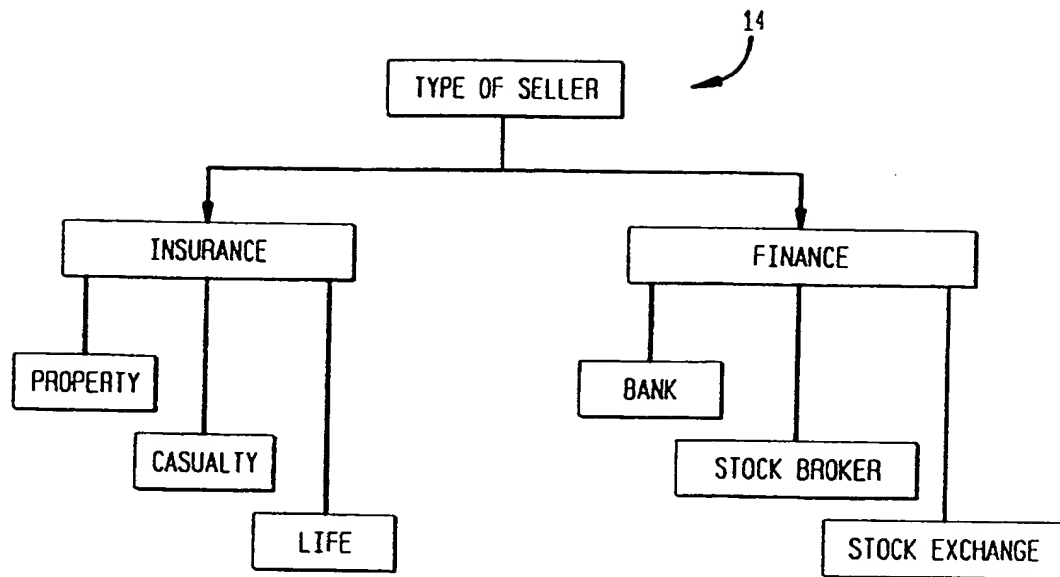 14
TYPE OF SELLER
INSURANCE
FINANCE
PROPERTY
BANK
CASUALTY
STOCK BROKER
LIFE
STOCK EXCHANGE